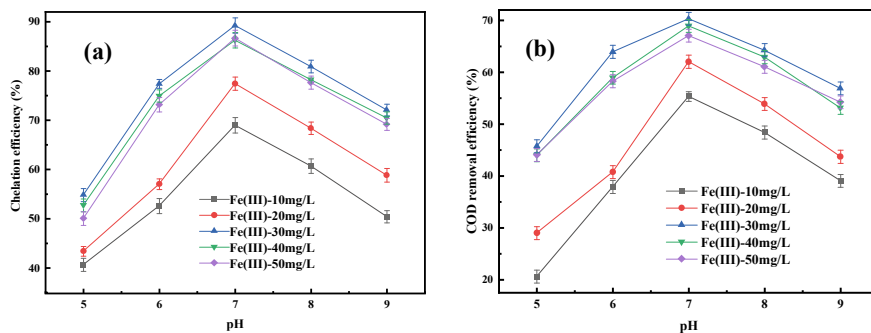 (a)
Chelation efficiency (%)
90
80
70
60
50
40
5 6 7 8 9
pH
Fe(III)-10mg/L
Fe(III)-20mg/L
Fe(III)-30mg/L
Fe(III)-40mg/L
Fe(III)-50mg/L
(b)
COD removal efficiency (%)
70
60
50
40
30
20
5 6 7 8 9
pH
Fe(III)-10mg/L
Fe(III)-20mg/L
Fe(III)-30mg/L
Fe(III)-40mg/L
Fe(III)-50mg/L